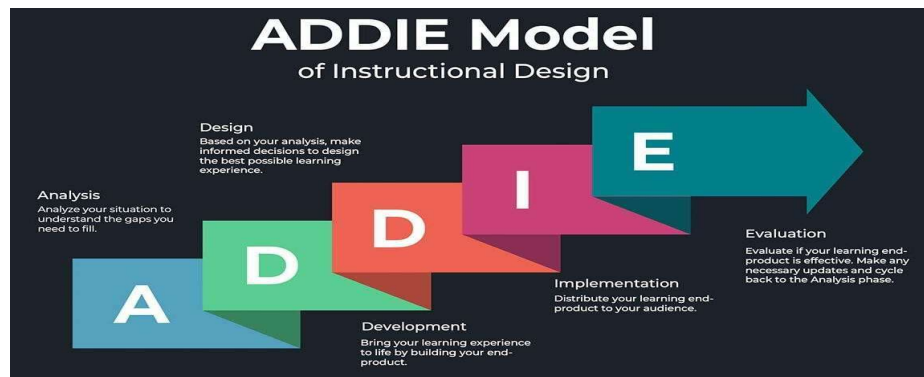 ADDIE Model
of Instructional Design
Analysis
Analyze your situation to
understand the gaps you
need to fill.
Design
Based on your analysis, make
informed decisions to design
the best possible learning
experience.
A
D
D
I
E
Development
Bring your learning experience
to life by building your end-
product.
Implementation
Distribute your learning end-
product to your audience.
Evaluation
Evaluate if your learning end-
product is effective. Make any
necessary updates and cycle
back to the Analysis phase.